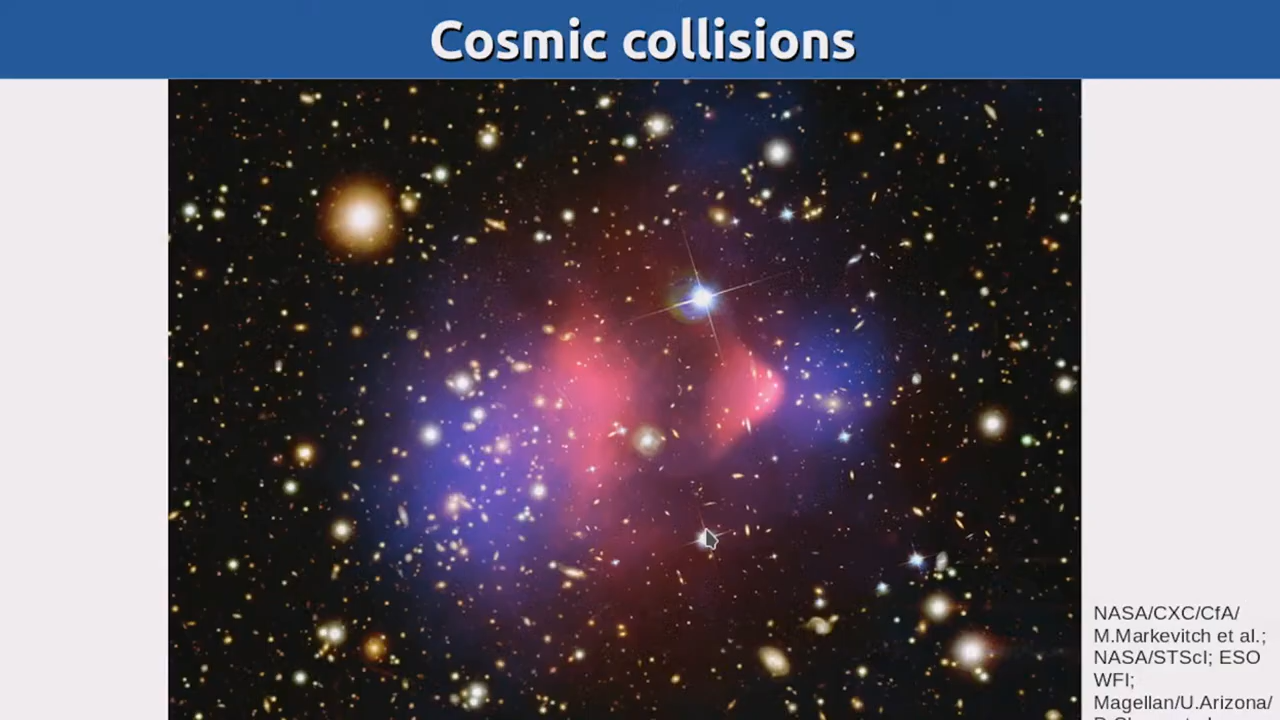 Cosmic collisions
NASA/CXC/CfA/
M.Markevitch et al.;
NASA/STScI; ESO
WFI;
Magellan/U.Arizona/